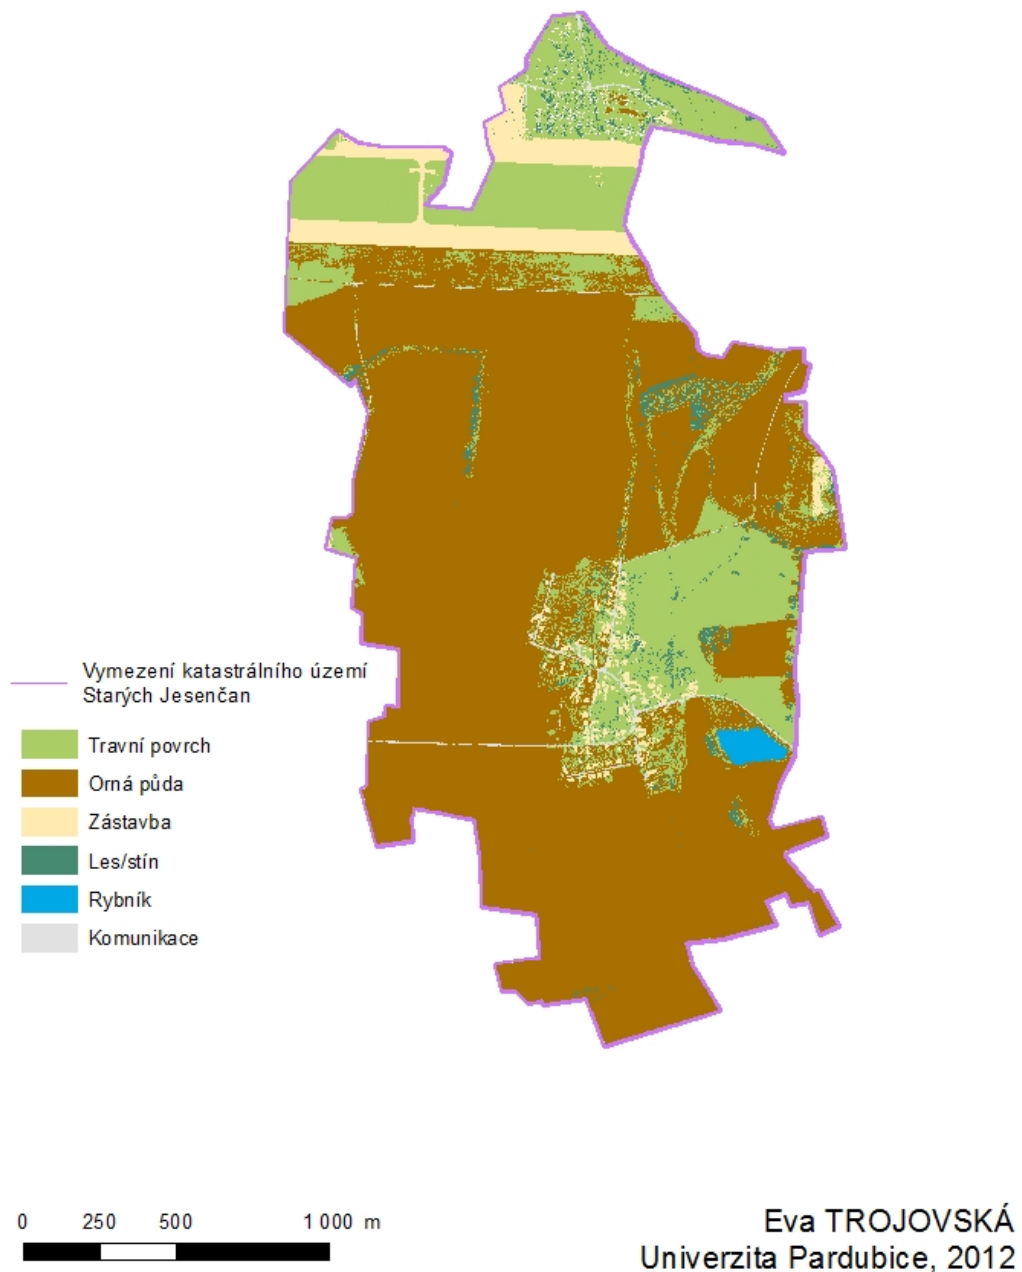 Vymezení katastrálního území
Starých Jesenčan
Travní povrch
Orná půda
Zástavba
Les/stín
Rybník
Komunikace
0 250 500 1 000 m
Eva TROJOVSKÁ
Univerzita Pardubice, 2012